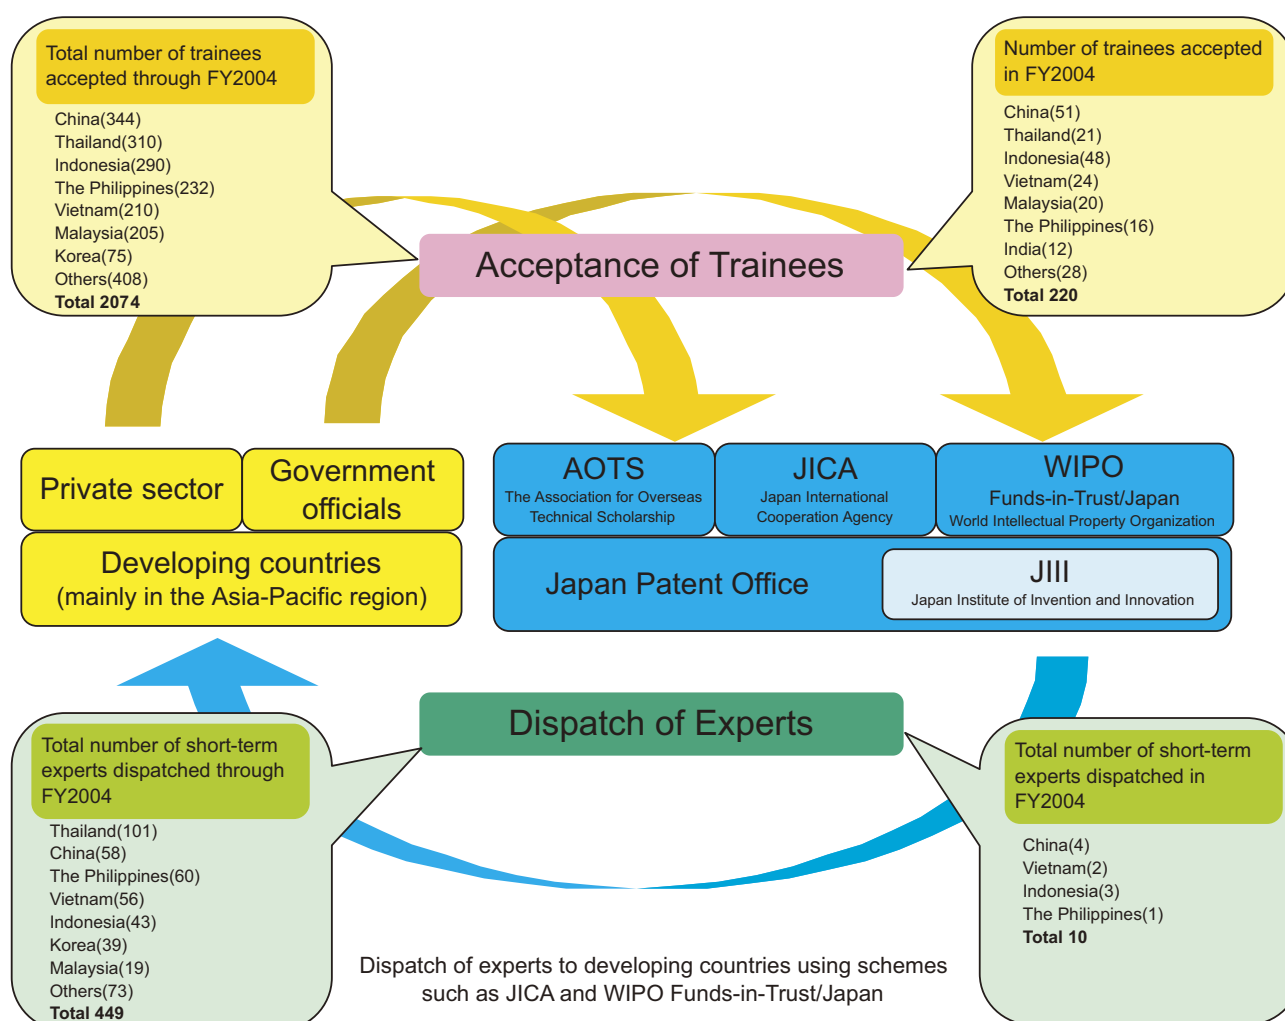 Total number of trainees
accepted through FY2004
China(344)
Thailand(310)
Indonesia(290)
The Philippines(232)
Vietnam(210)
Malaysia(205)
Korea(75)
Others(408)
Total 2074
Number of trainees accepted
in FY2004
China(51)
Thailand(21)
Indonesia(48)
Vietnam(24)
Malaysia(20)
The Philippines(16)
India(12)
Others(28)
Total 220
Acceptance of Trainees
Private sector
Government
officials
Developing countries
(mainly in the Asia-Pacific region)
AOTS
The Association for Overseas
Technical Scholarship
JICA
Japan International
Cooperation Agency
WIPO
Funds-in-Trust/Japan
World Intellectual Property Organization
Japan Patent Office
JIII
Japan Institute of Invention and Innovation
Dispatch of Experts
Total number of short-term
experts dispatched through
FY2004
Thailand(101)
China(58)
The Philippines(60)
Vietnam(56)
Indonesia(43)
Korea(39)
Malaysia(19)
Others(73)
Total 449
Total number of short-term
experts dispatched in
FY2004
China(4)
Vietnam(2)
Indonesia(3)
The Philippines(1)
Total 10
Dispatch of experts to developing countries using schemes
such as JICA and WIPO Funds-in-Trust/Japan